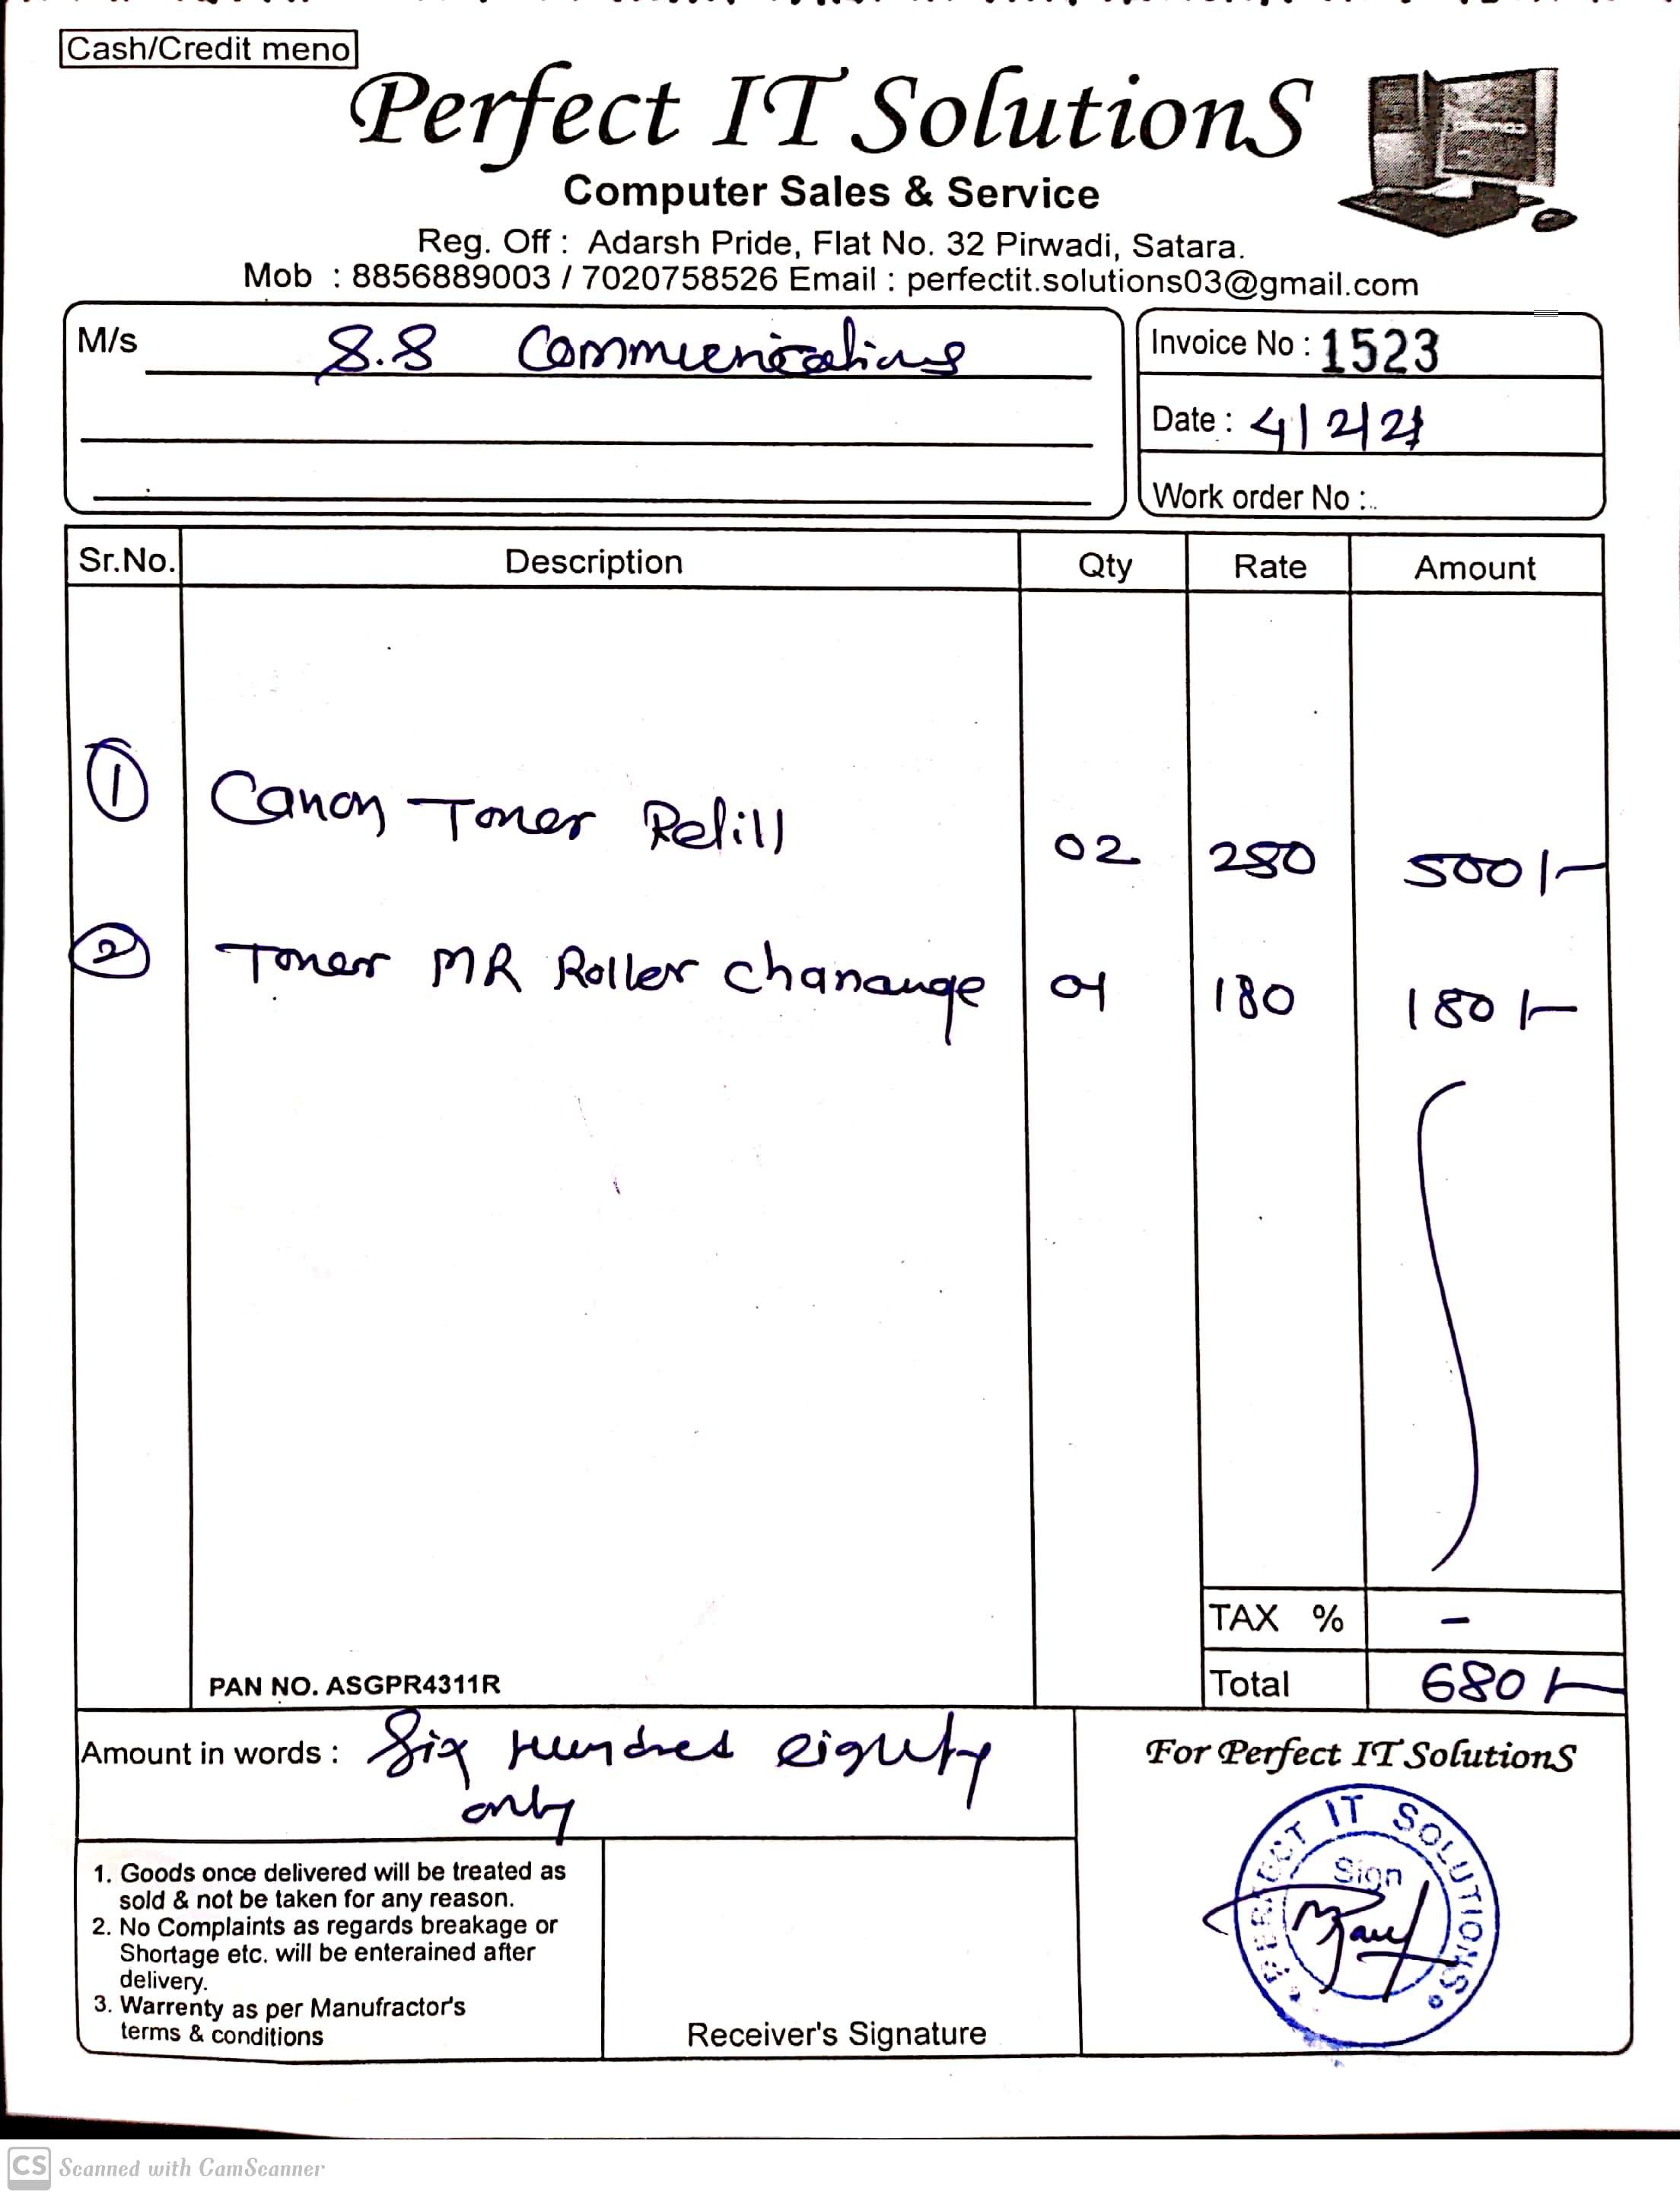 Cash/Credit meno
Perfect IT SolutionS
Computer Sales & Service
Reg. Off : Adarsh Pride, Flat No. 32 Pirwadi, Satara.
Mob : 8856889003 / 7020758526 Email : perfectit.solutions03@gmail.com
M/s S.S Communications
Invoice No : 1523
Date : 4/2/21
Work order No :
Sr.No. Description Qty Rate Amount
1 Canon Toner Refill 02 250 500/-
2 Toner MR Roller Chanange 01 180 180/-
TAX % -
PAN NO. ASGPR4311R
Total 680/-
Amount in words : Six Hundred eighty
only
For Perfect IT SolutionS
PERFECT IT SOLUTIONS
Sign
1. Goods once delivered will be treated as
sold & not be taken for any reason.
2. No Complaints as regards breakage or
Shortage etc. will be enterained after
delivery.
3. Warrenty as per Manufractor's
terms & conditions
Receiver's Signature
CS Scanned with CamScanner